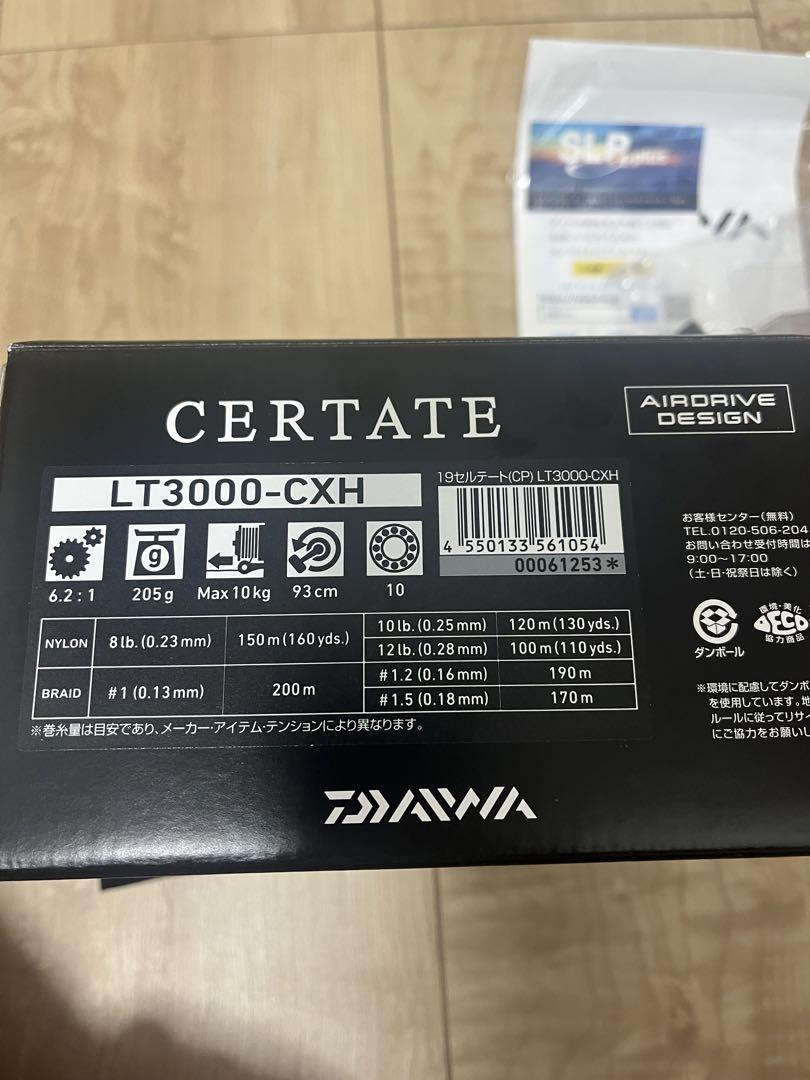 SLP plus
CERTATE
AIRDRIVE
DESIGN
LT3000-CXH
19セルテート(CP) LT3000-CXH
4 550133 561054
00061253*
g
6.2:1
205g
Max10kg
93cm
10
NYLON
8lb.(0.23mm)
150m(160yds.)
10lb.(0.25mm)
120m(130yds.)
12lb.(0.28mm)
100m(110yds.)
BRAID
#1(0.13mm)
200m
#1.2(0.16mm)
190m
#1.5(0.18mm)
170m
※巻糸量は目安であり、メーカー・アイテム・テンションにより異なります。
お客様センター(無料)
TEL.0120-506-204
お問い合わせ受付時間は
9:00〜17:00
(土・日・祝祭日は除く)
ダンボール
環境・美化
DECO
協力商品
※環境に配慮してダンボ
を使用しています。地
ルールに従ってリサイ
にご協力をお願いし
DAIWA